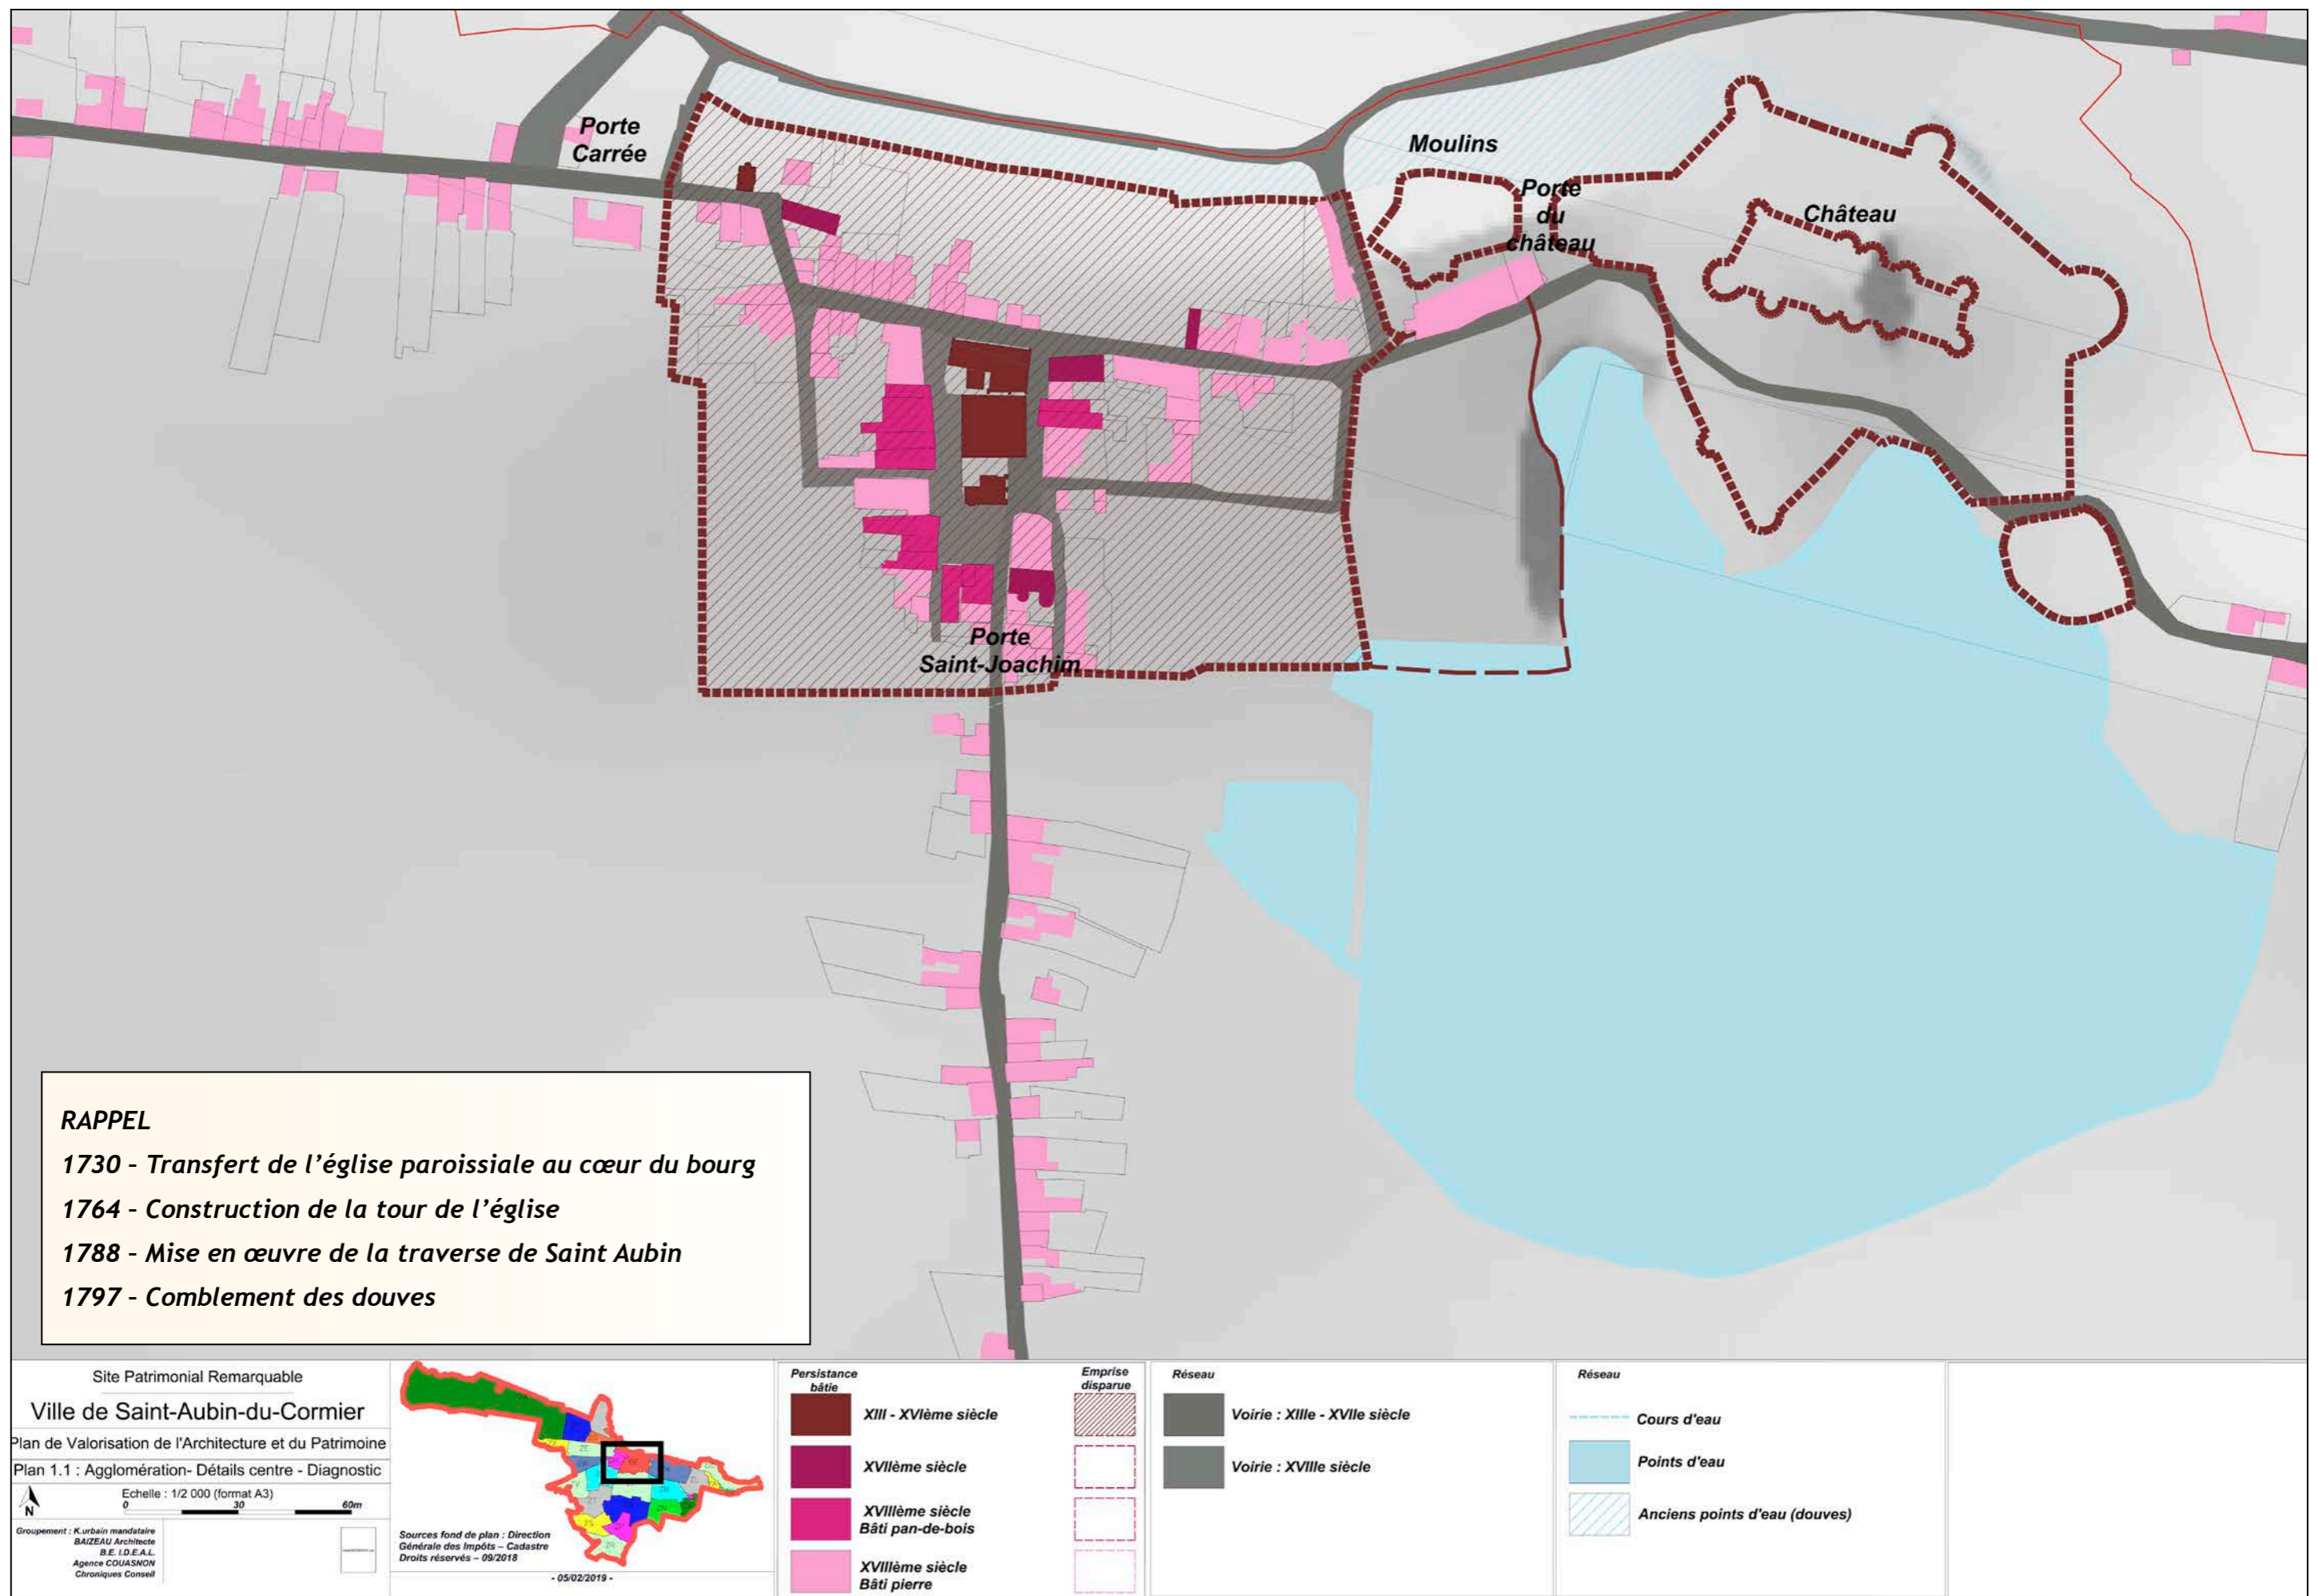 Porte
Carrée
Moulins
Porte
du
château
Château
Porte
Saint-Joachim
RAPPEL
1730 – Transfert de l’église paroissiale au cœur du bourg
1764 – Construction de la tour de l’église
1788 – Mise en œuvre de la traverse de Saint Aubin
1797 – Comblement des douves
Site Patrimonial Remarquable
Ville de Saint-Aubin-du-Cormier
Plan de Valorisation de l'Architecture et du Patrimoine
Plan 1.1 : Agglomération- Détails centre - Diagnostic
N
Echelle : 1/2 000 (format A3)
0 30 60m
Groupement : K.urbain mandataire
BAIZEAU Architecte
B.E. I.D.E.A.L.
Agence COUASNON
Chroniques Conseil
Sources fond de plan : Direction
Générale des Impôts – Cadastre
Droits réservés – 09/2018
- 05/02/2019 -
Persistance
bâtie
Emprise
disparue
XIII - XVIème siècle
XVIIème siècle
XVIIIème siècle
Bâti pan-de-bois
XVIIIème siècle
Bâti pierre
Réseau
Voirie : XIIIe - XVIIe siècle
Voirie : XVIIIe siècle
Réseau
Cours d'eau
Points d'eau
Anciens points d'eau (douves)